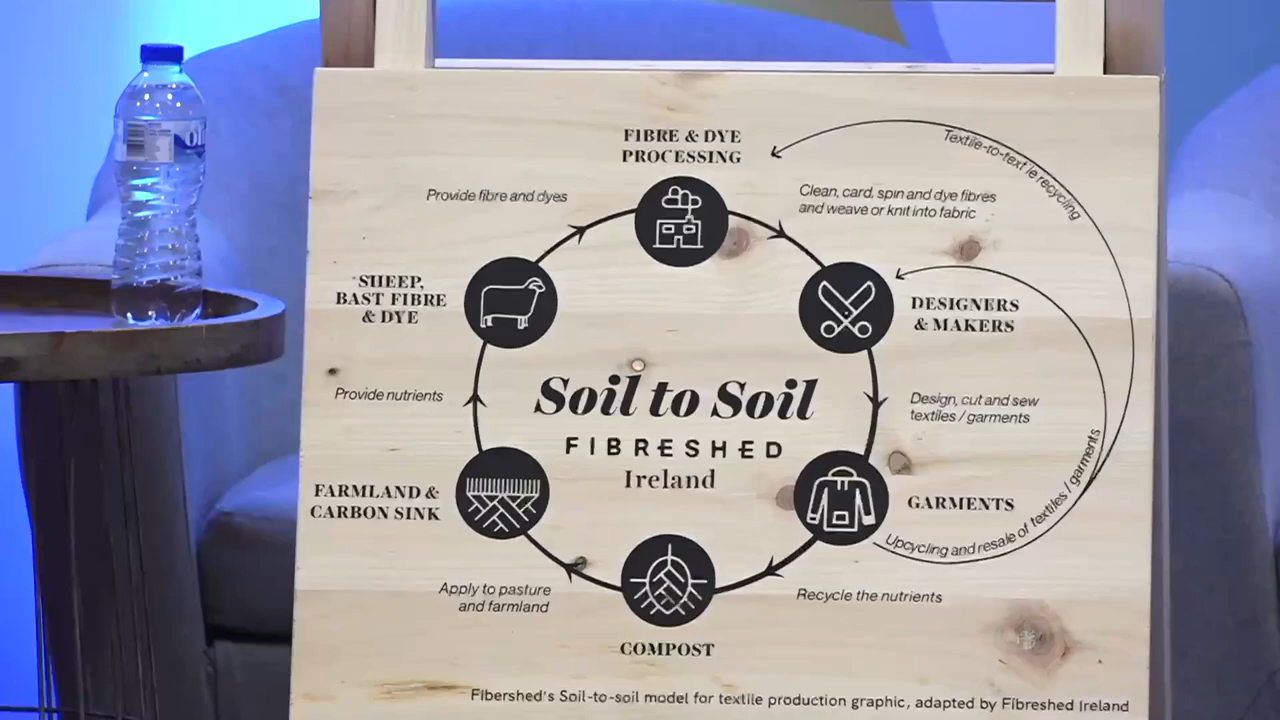 FIBRE & DYE
PROCESSING
Textile-to-text ie recycling
Provide fibre and dyes
Clean, card, spin and dye fibres
and weave or knit into fabric
SHEEP,
BAST FIBRE
& DYE
DESIGNERS
& MAKERS
Soil to Soil
FIBRESHED
Ireland
Provide nutrients
Design, cut and sew
textiles / garments
FARMLAND &
CARBON SINK
GARMENTS
Upcycling and resale of textiles / garments
Apply to pasture
and farmland
Recycle the nutrients
COMPOST
Fibershed's Soil-to-soil model for textile production graphic, adapted by Fibreshed Ireland